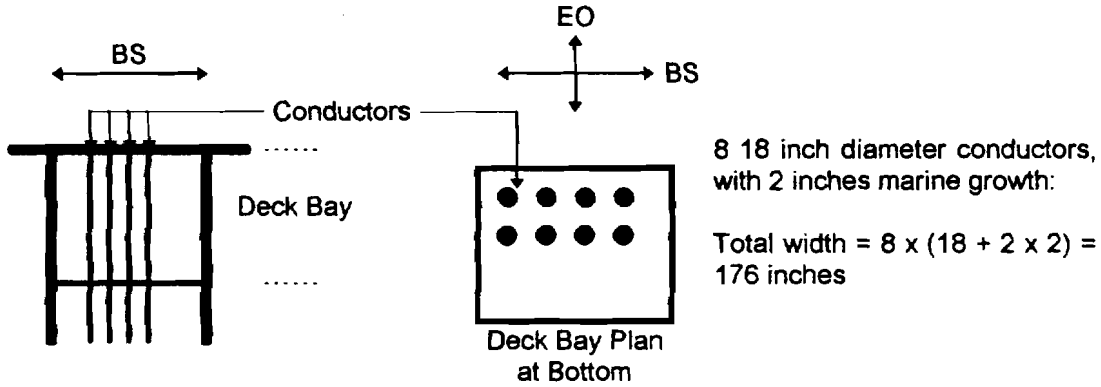 EO
BS
BS
Conductors
Deck Bay
8 18 inch diameter conductors,
with 2 inches marine growth:
Total width = 8 x (18 + 2 x 2) =
176 inches
Deck Bay Plan
at Bottom